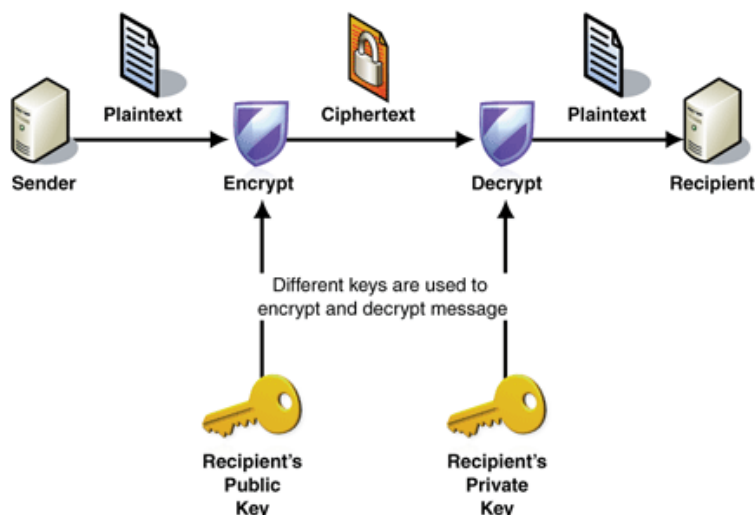 Plaintext
Ciphertext
Plaintext
Sender
Encrypt
Decrypt
Recipient
Different keys are used to
encrypt and decrypt message
Recipient's
Public
Key
Recipient's
Private
Key